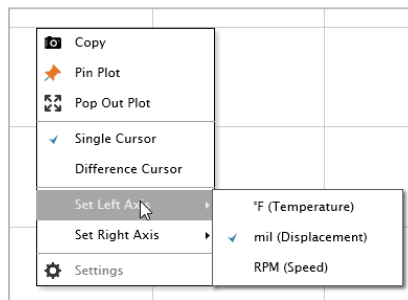 Copy
Pin Plot
Pop Out Plot
Single Cursor
Difference Cursor
Set Left Axis
°F (Temperature)
Set Right Axis
mil (Displacement)
Settings
RPM (Speed)